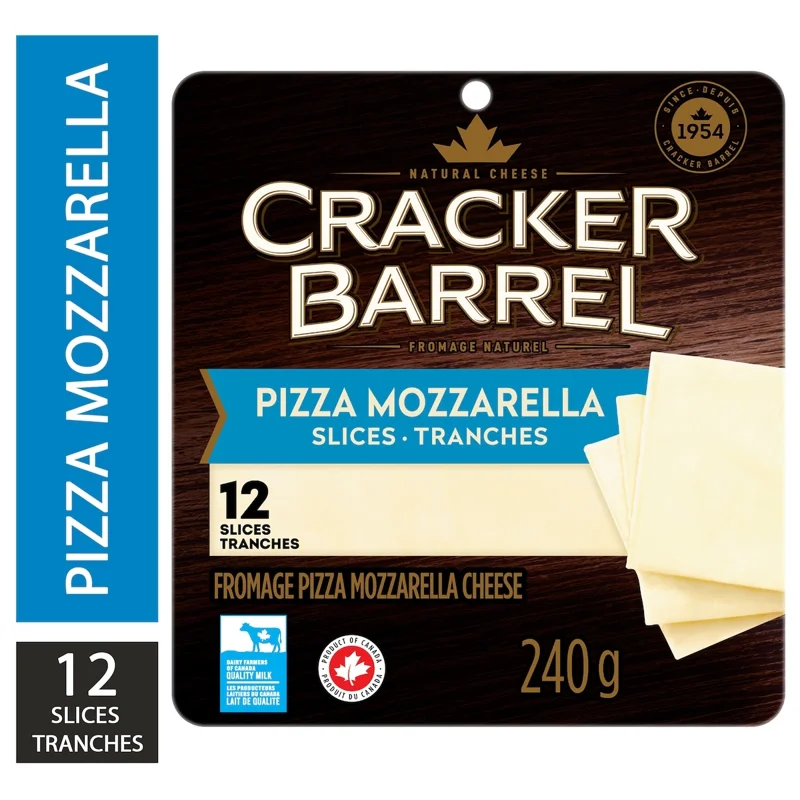 PIZZA MOZZARELLA
12
SLICES
TRANCHES
SINCE · DEPUIS
1954
CRACKER BARREL
NATURAL CHEESE
CRACKER
BARREL
FROMAGE NATUREL
PIZZA MOZZARELLA
SLICES · TRANCHES
12
SLICES
TRANCHES
FROMAGE PIZZA MOZZARELLA CHEESE
DAIRY FARMERS
OF CANADA
QUALITY MILK
LES PRODUCTEURS
LAITIERS DU CANADA
LAIT DE QUALITÉ
PRODUCT OF CANADA
PRODUIT DU CANADA
240 g